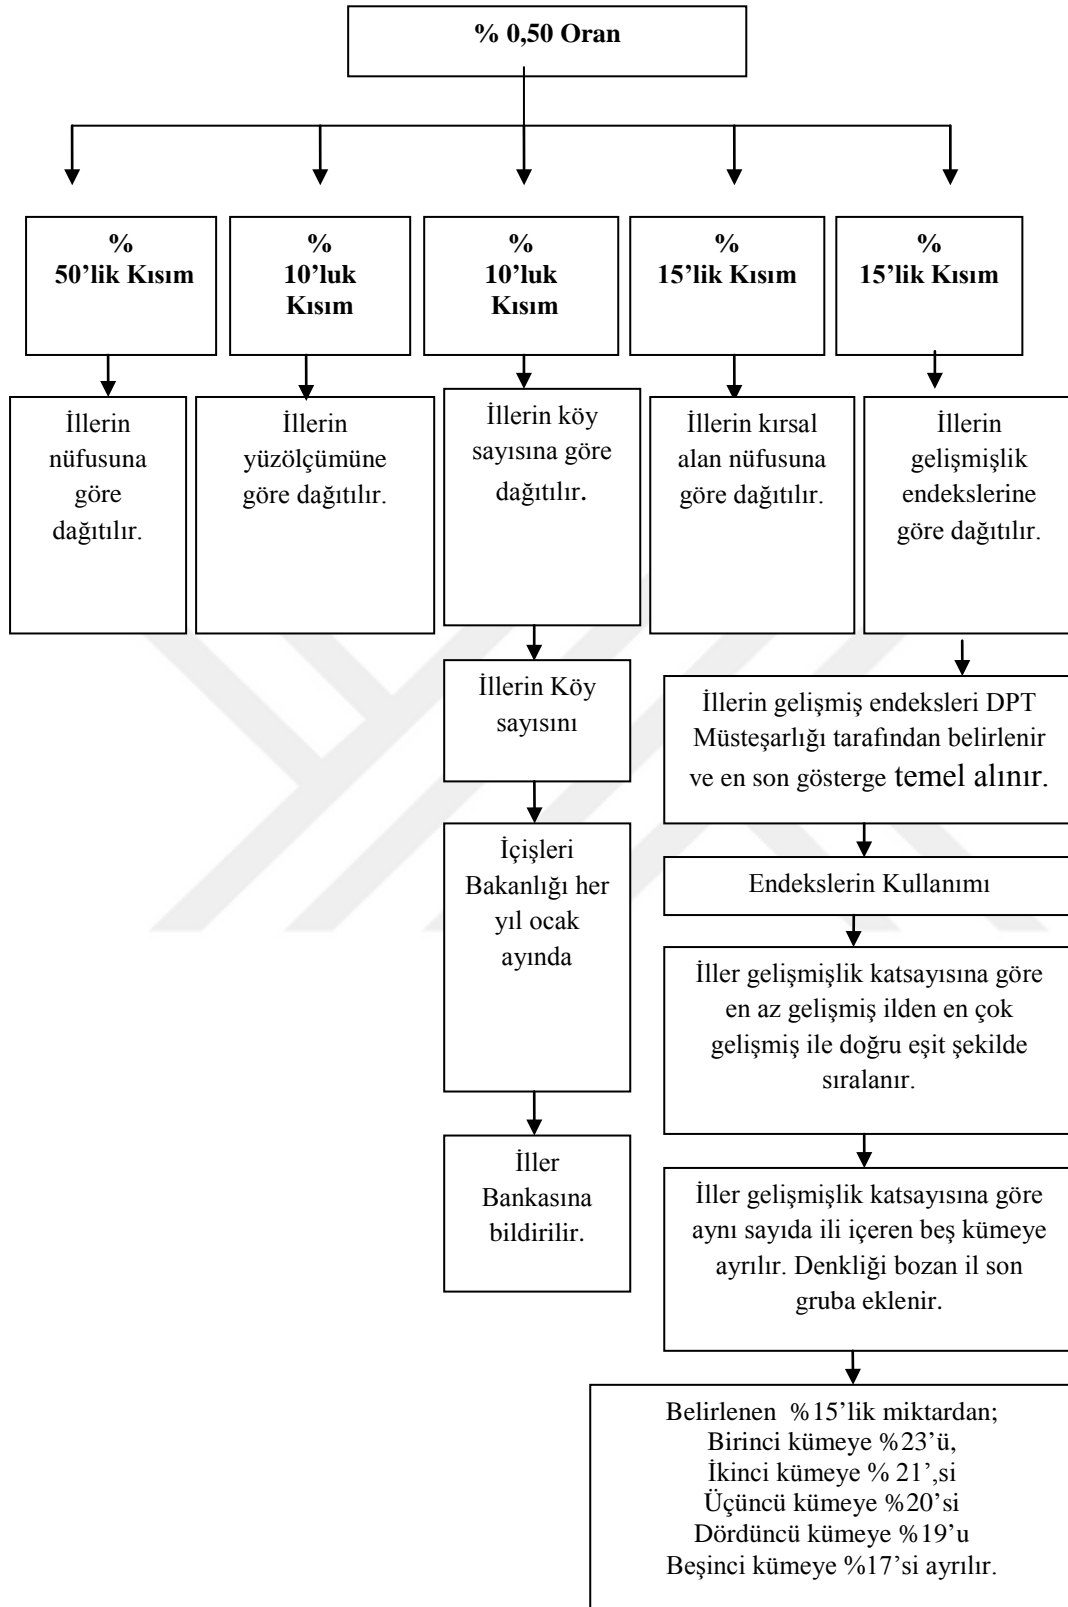 % 0,50 Oran
%
50’lik Kısım
%
10’luk
Kısım
%
10’luk
Kısım
%
15’lik Kısım
%
15’lik Kısım
İllerin
nüfusuna
göre
dağıtılır.
İllerin
yüzölçümüne
göre dağıtılır.
İllerin köy
sayısına göre
dağıtılır.
İllerin kırsal
alan nüfusuna
göre dağıtılır.
İllerin
gelişmişlik
endekslerine
göre dağıtılır.
İllerin Köy
sayısını
İçişleri
Bakanlığı her
yıl ocak
ayında
İller
Bankasına
bildirilir.
İllerin gelişmiş endeksleri DPT
Müsteşarlığı tarafından belirlenir
ve en son gösterge temel alınır.
Endekslerin Kullanımı
İller gelişmişlik katsayısına göre
en az gelişmiş ilden en çok
gelişmiş ile doğru eşit şekilde
sıralanır.
İller gelişmişlik katsayısına göre
aynı sayıda ili içeren beş kümeye
ayrılır. Denkliği bozan il son
gruba eklenir.
Belirlenen %15’lik miktardan;
Birinci kümeye %23’ü,
İkinci kümeye % 21’,si
Üçüncü kümeye %20’si
Dördüncü kümeye %19’u
Beşinci kümeye %17’si ayrılır.